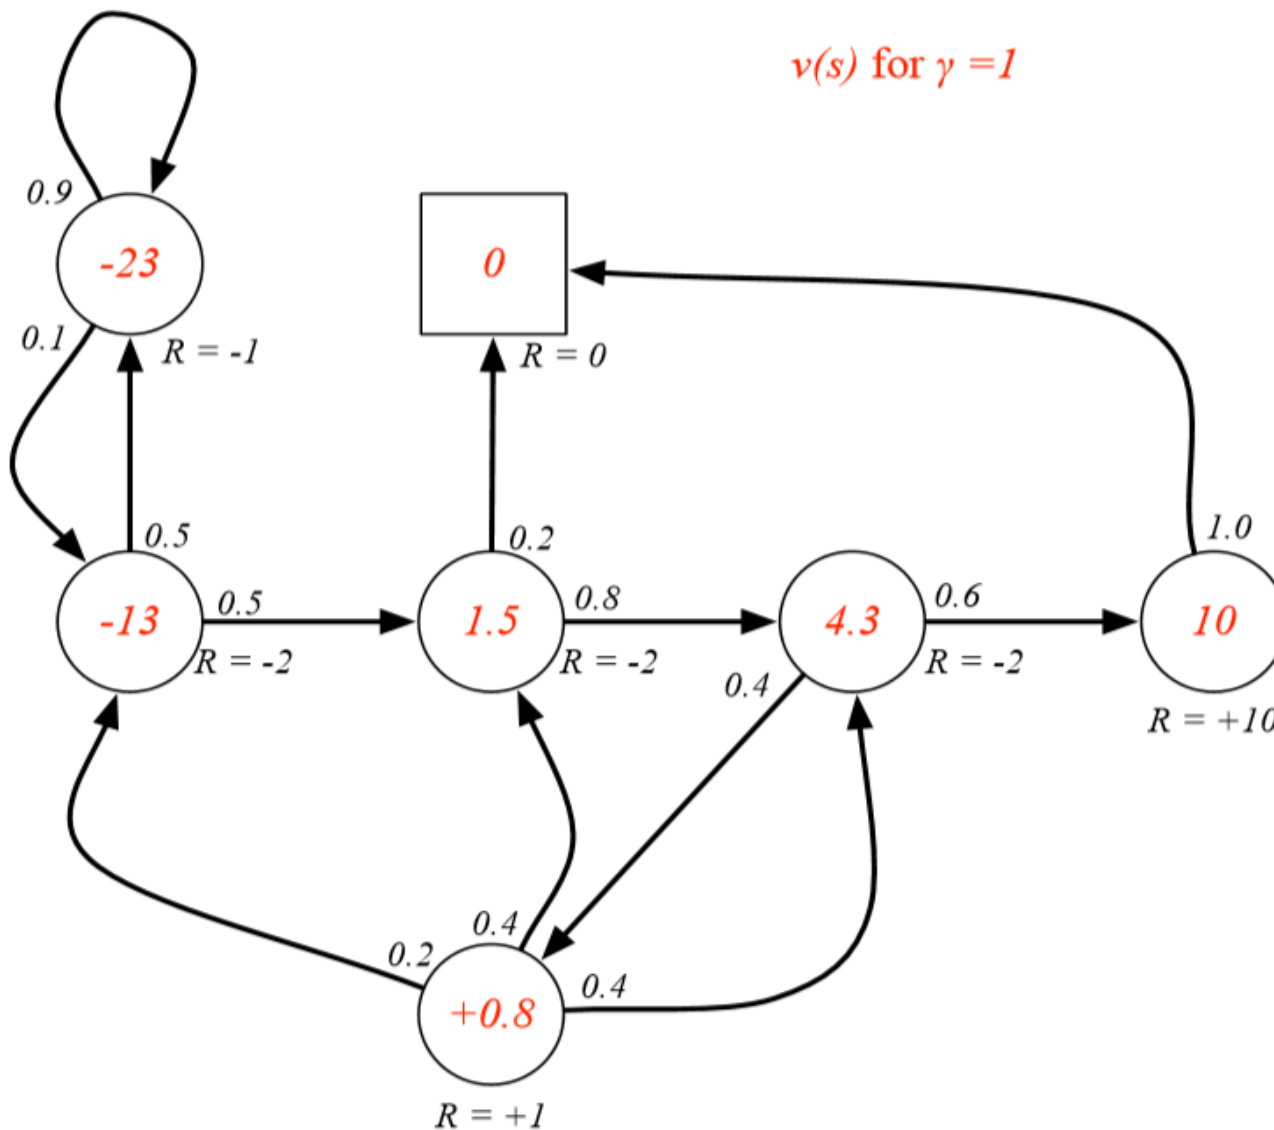 v(s) for γ =1
0.9
-23
0
0.1
R = -1
R = 0
0.5
0.2
1.0
-13
0.5
1.5
0.8
4.3
0.6
10
R = -2
R = -2
R = -2
0.4
R = +10
0.4
0.2
0.4
+0.8
R = +1